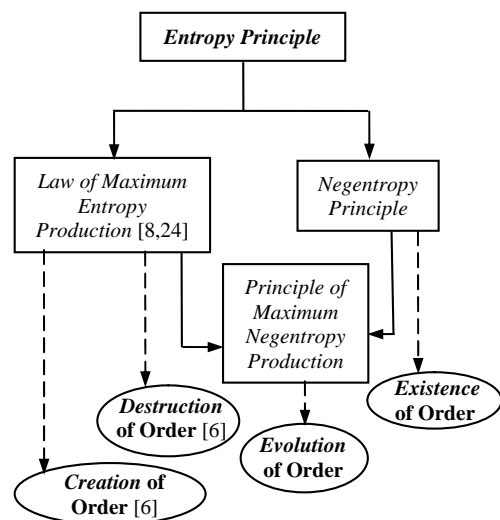 Entropy Principle
Law of Maximum
Entropy
Production [8,24]
Negentropy
Principle
Principle of
Maximum
Negentropy
Production
Destruction
of Order [6]
Existence
of Order
Evolution
of Order
Creation of
Order [6]